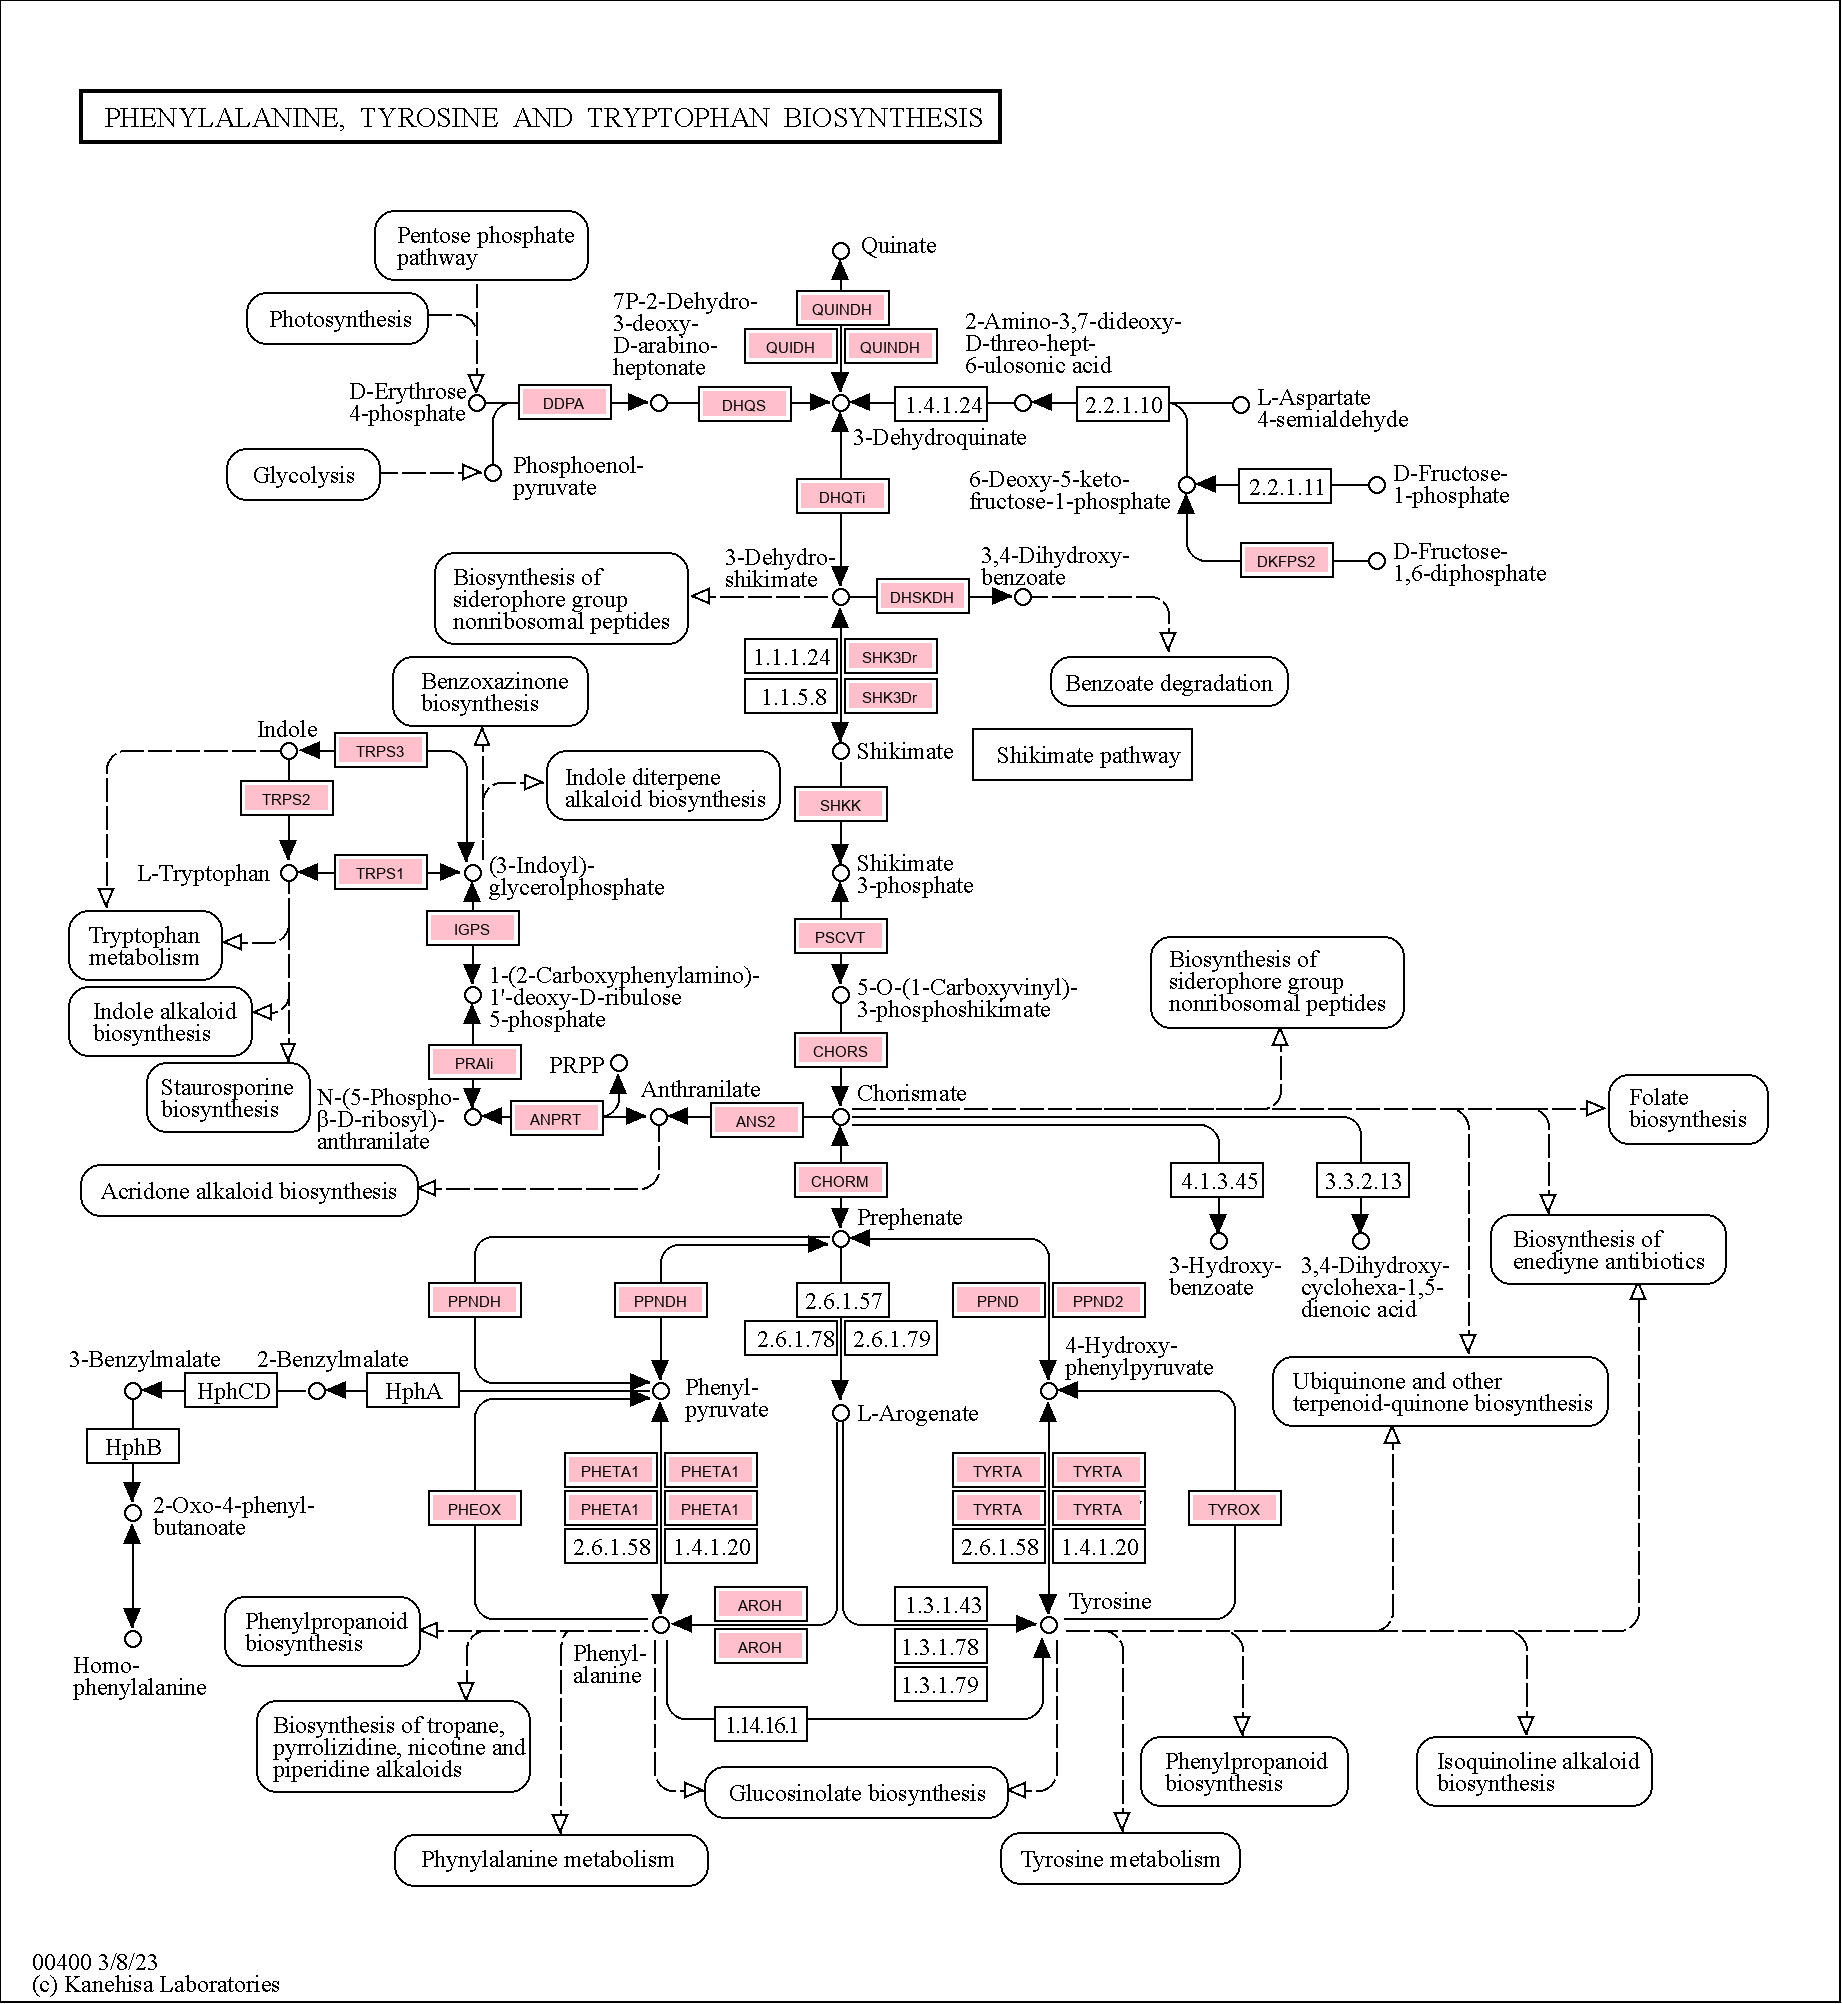 PHENYLALANINE, TYROSINE AND TRYPTOPHAN BIOSYNTHESIS
Pentose phosphate
pathway
Photosynthesis
Quinate
QUINDH
QUIDH
QUINDH
7P-2-Dehydro-
3-deoxy-
D-arabino-
heptonate
2-Amino-3,7-dideoxy-
D-threo-hept-
6-ulosonic acid
D-Erythrose
4-phosphate
DDPA
DHQS
1.4.1.24
2.2.1.10
L-Aspartate
4-semialdehyde
3-Dehydroquinate
Glycolysis
Phosphoenol-
pyruvate
DHQTi
6-Deoxy-5-keto-
fructose-1-phosphate
2.2.1.11
D-Fructose-
1-phosphate
DKFPS2
D-Fructose-
1,6-diphosphate
3-Dehydro-
shikimate
3,4-Dihydroxy-
benzoate
Biosynthesis of
siderophore group
nonribosomal peptides
DHSKDH
1.1.1.24
SHK3Dr
1.1.5.8
SHK3Dr
Benzoate degradation
Benzoxazinone
biosynthesis
Indole
TRPS3
Shikimate
Shikimate pathway
TRPS2
Indole diterpene
alkaloid biosynthesis
SHKK
L-Tryptophan
TRPS1
(3-Indoyl)-
glycerolphosphate
Shikimate
3-phosphate
Tryptophan
metabolism
IGPS
PSCVT
Indole alkaloid
biosynthesis
1-(2-Carboxyphenylamino)-
1'-deoxy-D-ribulose
5-phosphate
5-O-(1-Carboxyvinyl)-
3-phosphoshikimate
Biosynthesis of
siderophore group
nonribosomal peptides
Staurosporine
biosynthesis
PRAIi
PRPP
CHORS
N-(5-Phospho-
β-D-ribosyl)-
anthranilate
ANPRT
Anthranilate
ANS2
Chorismate
Folate
biosynthesis
Acridone alkaloid biosynthesis
CHORM
4.1.3.45
3.3.2.13
Prephenate
3-Hydroxy-
benzoate
3,4-Dihydroxy-
cyclohexa-1,5-
dienoic acid
Biosynthesis of
enediyne antibiotics
PPNDH
PPNDH
2.6.1.57
PPND
PPND2
2.6.1.78
2.6.1.79
3-Benzylmalate
2-Benzylmalate
4-Hydroxy-
phenylpyruvate
HphCD
HphA
Phenyl-
pyruvate
L-Arogenate
Ubiquinone and other
terpenoid-quinone biosynthesis
HphB
PHETA1
PHETA1
TYRTA
TYRTA
PHEOX
PHETA1
PHETA1
TYRTA
TYRTA
TYROX
2-Oxo-4-phenyl-
butanoate
2.6.1.58
1.4.1.20
2.6.1.58
1.4.1.20
Phenylpropanoid
biosynthesis
AROH
1.3.1.43
Tyrosine
AROH
1.3.1.78
1.3.1.79
Homo-
phenylalanine
Phenyl-
alanine
1.14.16.1
Biosynthesis of tropane,
pyrrolizidine, nicotine and
piperidine alkaloids
Glucosinolate biosynthesis
Phenylpropanoid
biosynthesis
Isoquinoline alkaloid
biosynthesis
Phynylalanine metabolism
Tyrosine metabolism
00400 3/8/23
(c) Kanehisa Laboratories